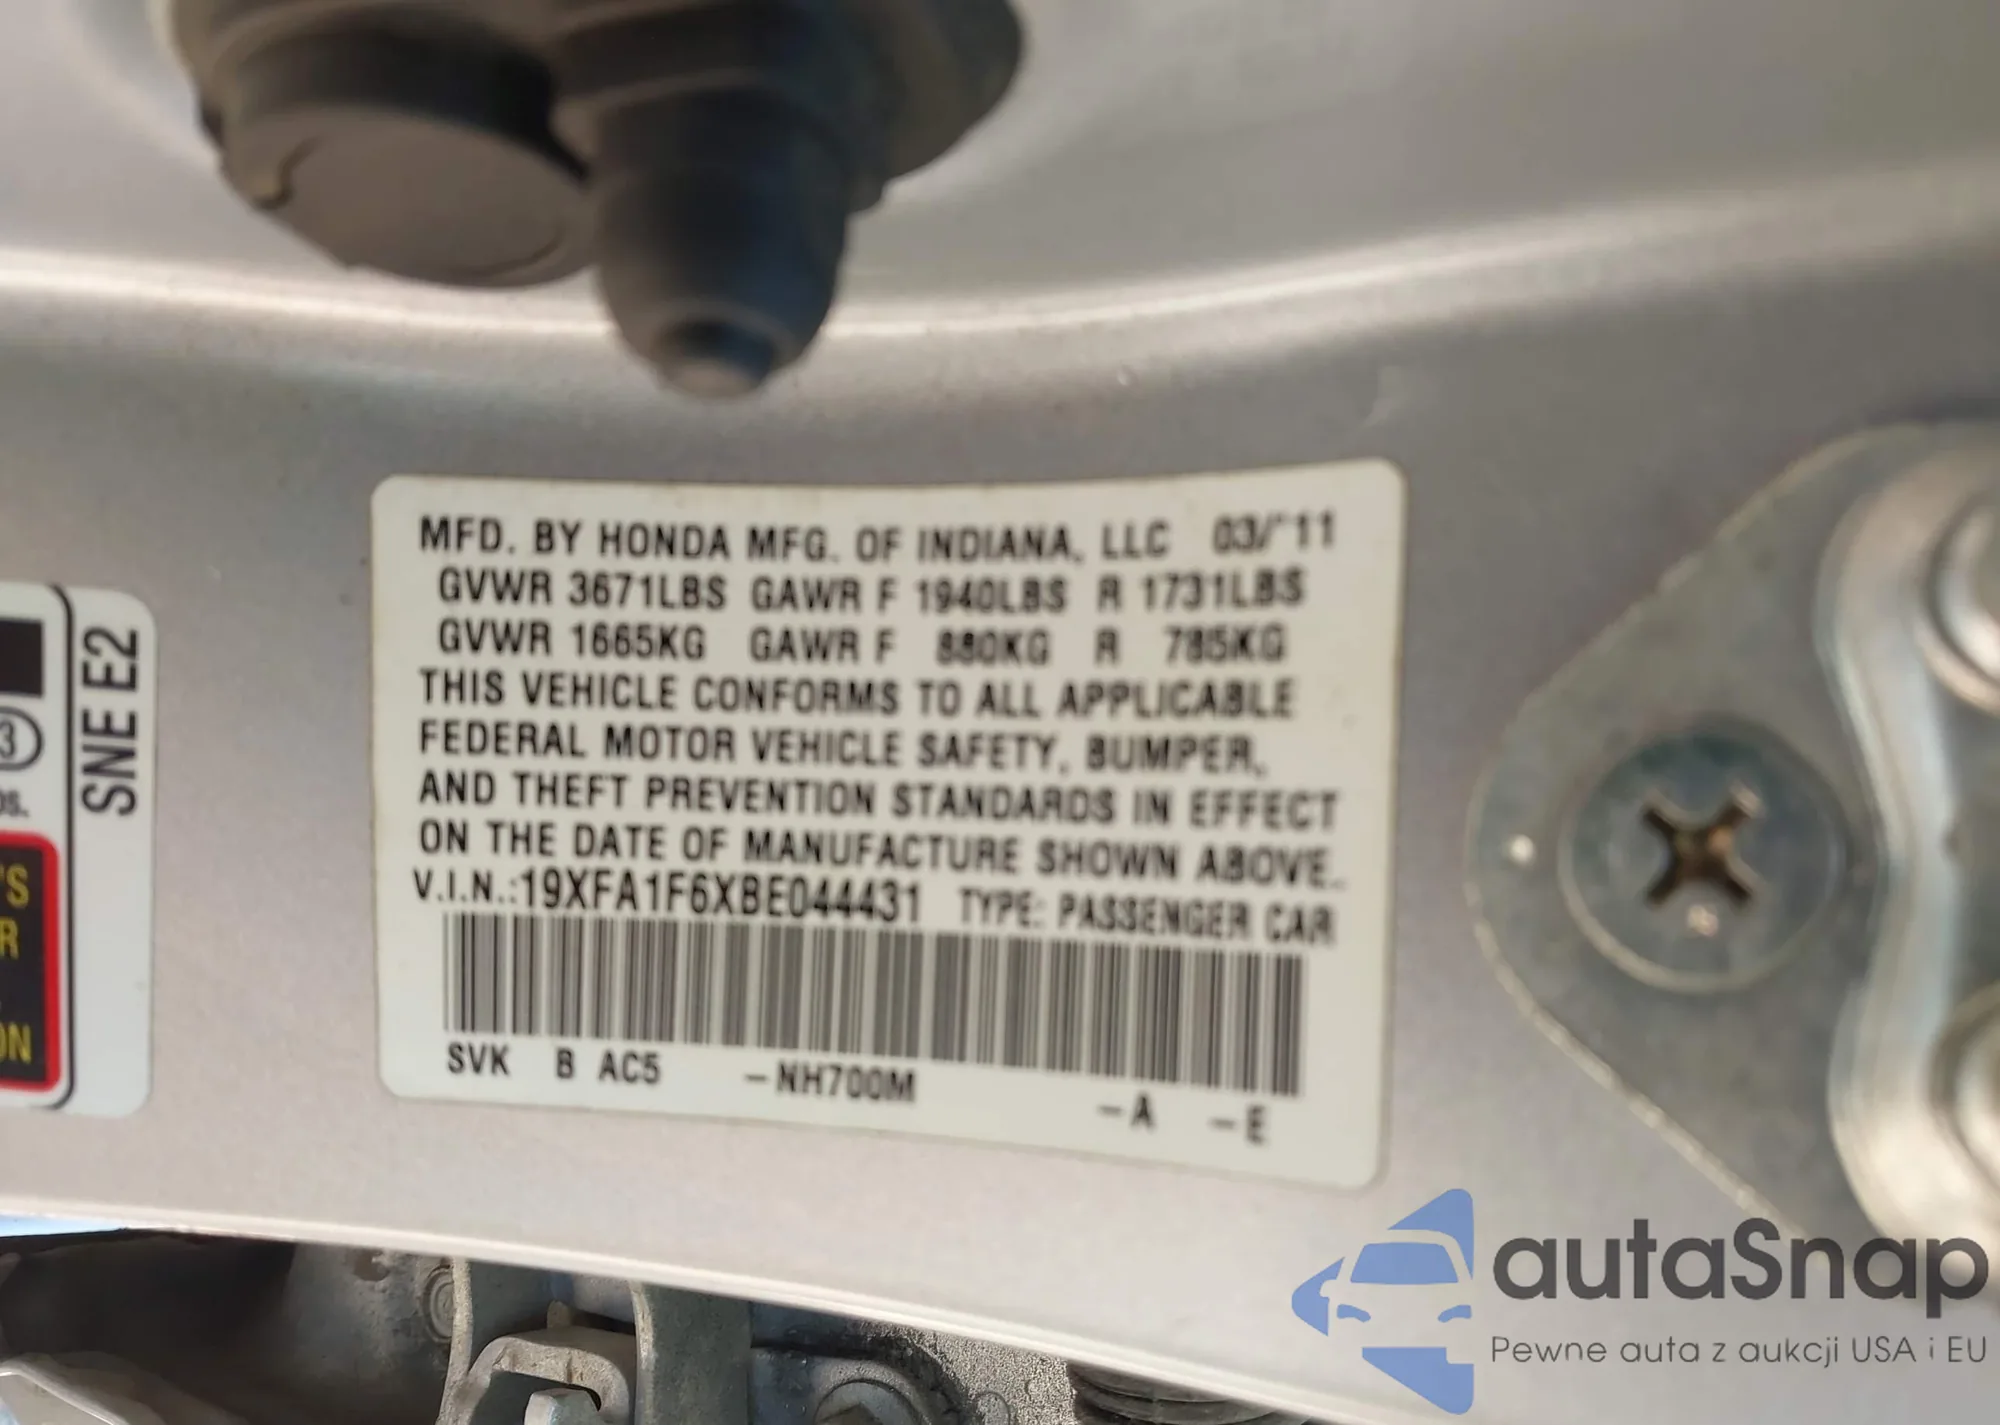 MFD. BY HONDA MFG. OF INDIANA, LLC 03/'11
GVWR 3671LBS GAWR F 1940LBS R 1731LBS
GVWR 1665KG GAWR F 880KG R 785KG
THIS VEHICLE CONFORMS TO ALL APPLICABLE
FEDERAL MOTOR VEHICLE SAFETY, BUMPER,
AND THEFT PREVENTION STANDARDS IN EFFECT
ON THE DATE OF MANUFACTURE SHOWN ABOVE.
V.I.N.:19XFA1F6XBE044431 TYPE: PASSENGER CAR
SVK B AC5 -NH700M -A -E
SNE E2
3
'S
R
ON
autaSnap
Pewne auta z aukcji USA i EU